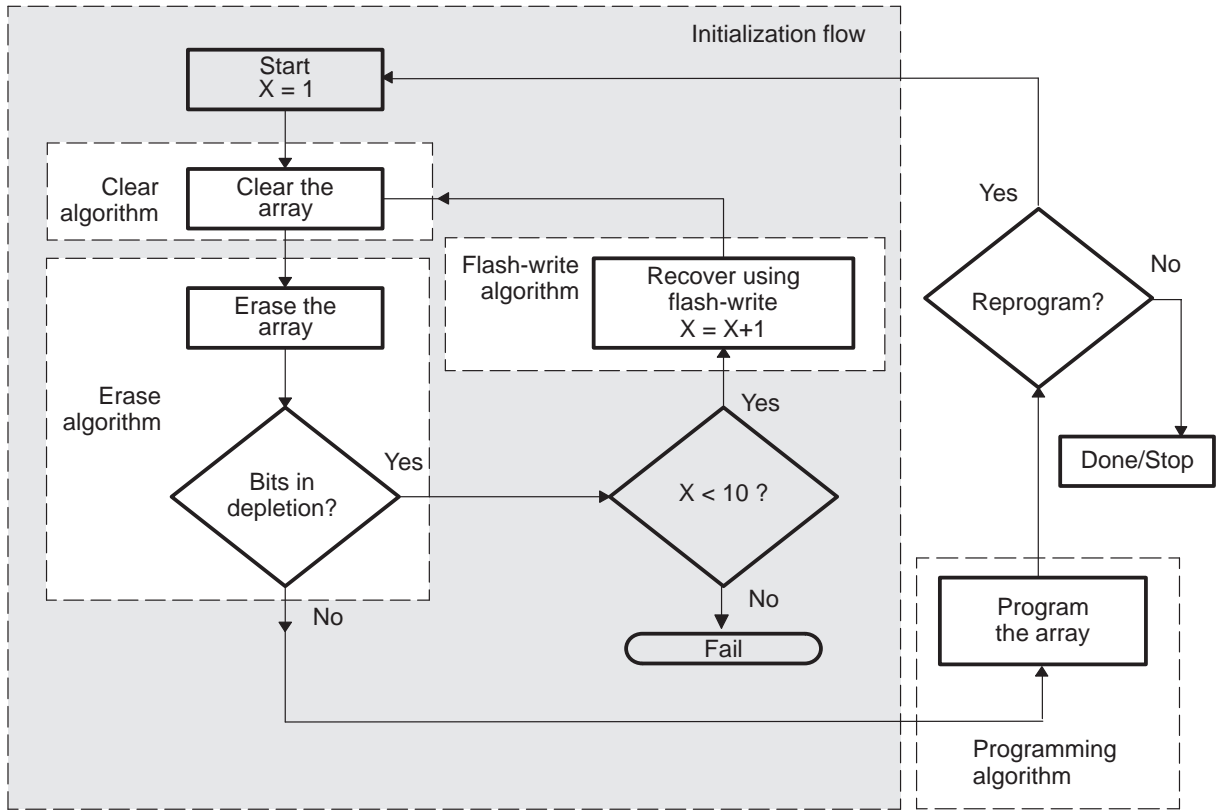 Initialization flow
Start
X = 1
Clear
algorithm
Clear the
array
Yes
Flash-write
algorithm
Recover using
flash-write
X = X+1
Reprogram?
No
Erase the
array
Erase
algorithm
Yes
Yes
Bits in
depletion?
X < 10 ?
Done/Stop
No
No
Fail
Program
the array
Programming
algorithm